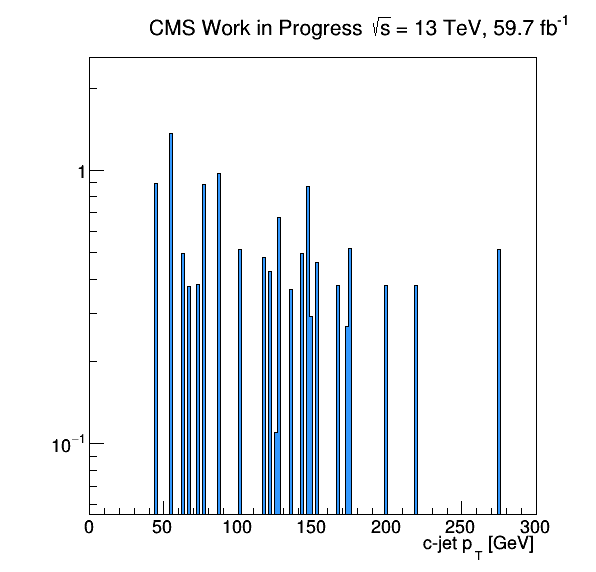 CMS Work in Progress √s = 13 TeV, 59.7 fb⁻¹
1
10⁻¹
0 50 100 150 200 250 300
c-jet p_T [GeV]